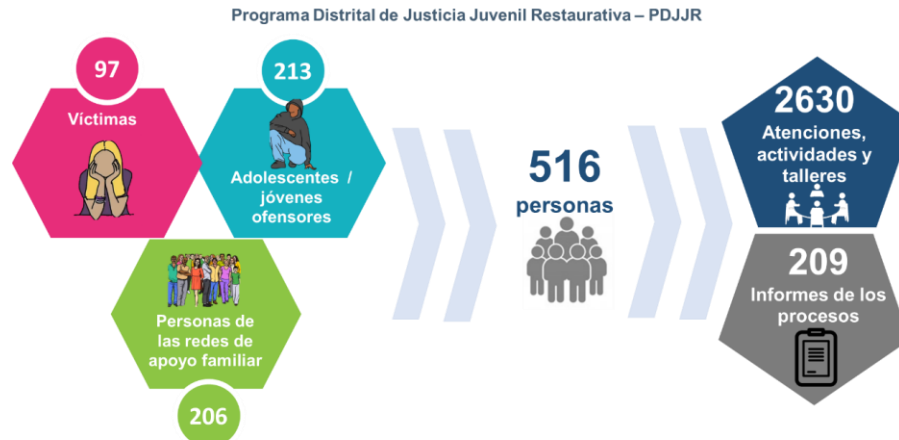 Programa Distrital de Justicia Juvenil Restaurativa – PDJJR
97
Víctimas
213
Adolescentes /
jóvenes
ofensores
Personas de
las redes de
apoyo familiar
206
516
personas
2630
Atenciones,
actividades y
talleres
209
Informes de los
procesos